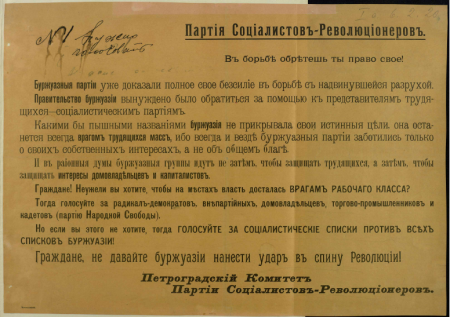 Партія Соціалистовъ-Революціонеровъ.
Въ борьбѣ обрѣтешь ты право свое!
Буржуазныя партіи уже доказали полное свое безсиліе въ борьбѣ съ надвинувшейся разрухой.
Правительство буржуазіи вынуждено было обратиться за помощью къ представителямъ трудя-
щихся—соціалистическимъ партіямъ.
Какими бы пышными названіями буржуазія не прикрывала свои истинныя цѣли, она оста-
нется всегда врагомъ трудящихся массъ, ибо всегда и вездѣ буржуазныя партіи заботились только
о своихъ собственныхъ интересахъ, а не объ общемъ благѣ.
И въ районныя думы буржуазныя группы идутъ не затѣмъ, чтобы защищать трудящихся, а затѣмъ, чтобы
защищать интересы домовладѣльцевъ и капиталистовъ.
Граждане! Неужели вы хотите, чтобы на мѣстахъ власть досталась ВРАГАМЪ РАБОЧАГО КЛАССА?
Тогда голосуйте за радикал-демократовъ, внѣпартійныхъ, домовладѣльцевъ, торгово-промышленниковъ и
кадетовъ (партію Народной Свободы).
Но если вы этого не хотите, тогда ГОЛОСУЙТЕ ЗА СОЦІАЛИСТИЧЕСКІЕ СПИСКИ ПРОТИВЪ ВСѢХЪ
СПИСКОВЪ БУРЖУАЗІИ!
Граждане, не давайте буржуазіи нанести ударъ въ спину Революціи!
Петроградскій Комитетъ
Партіи Соціалистовъ-Революціонеровъ.